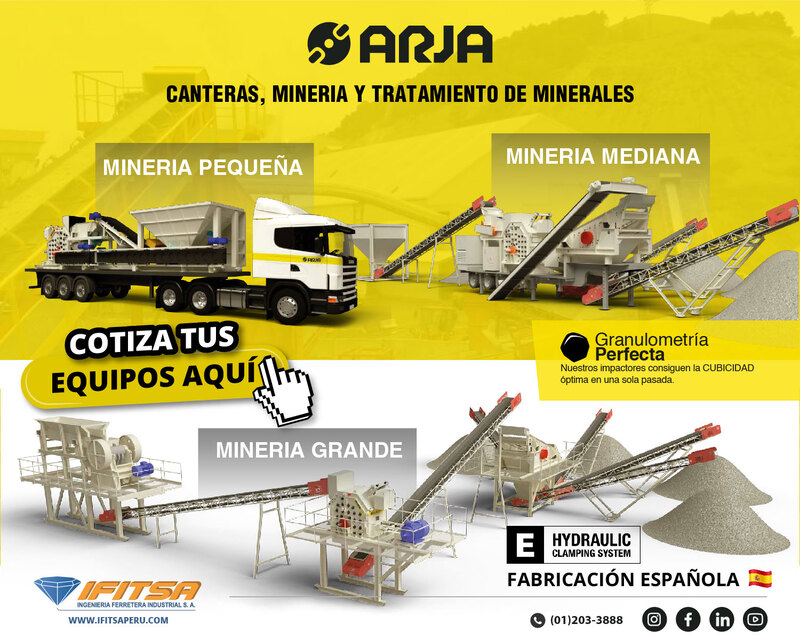 ARJA
CANTERAS, MINERIA Y TRATAMIENTO DE MINERALES
MINERIA PEQUEÑA
MINERIA MEDIANA
ARJA
COTIZA TUS
EQUIPOS AQUÍ
Granulometría
Perfecta
Nuestros impactores consiguen la CUBICIDAD
óptima en una sola pasada.
MINERIA GRANDE
E HYDRAULIC
CLAMPING SYSTEM
FABRICACIÓN ESPAÑOLA
IFITSA
INGENIERIA FERRETERA INDUSTRIAL S. A.
WWW.IFITSAPERU.COM
(01)203-3888